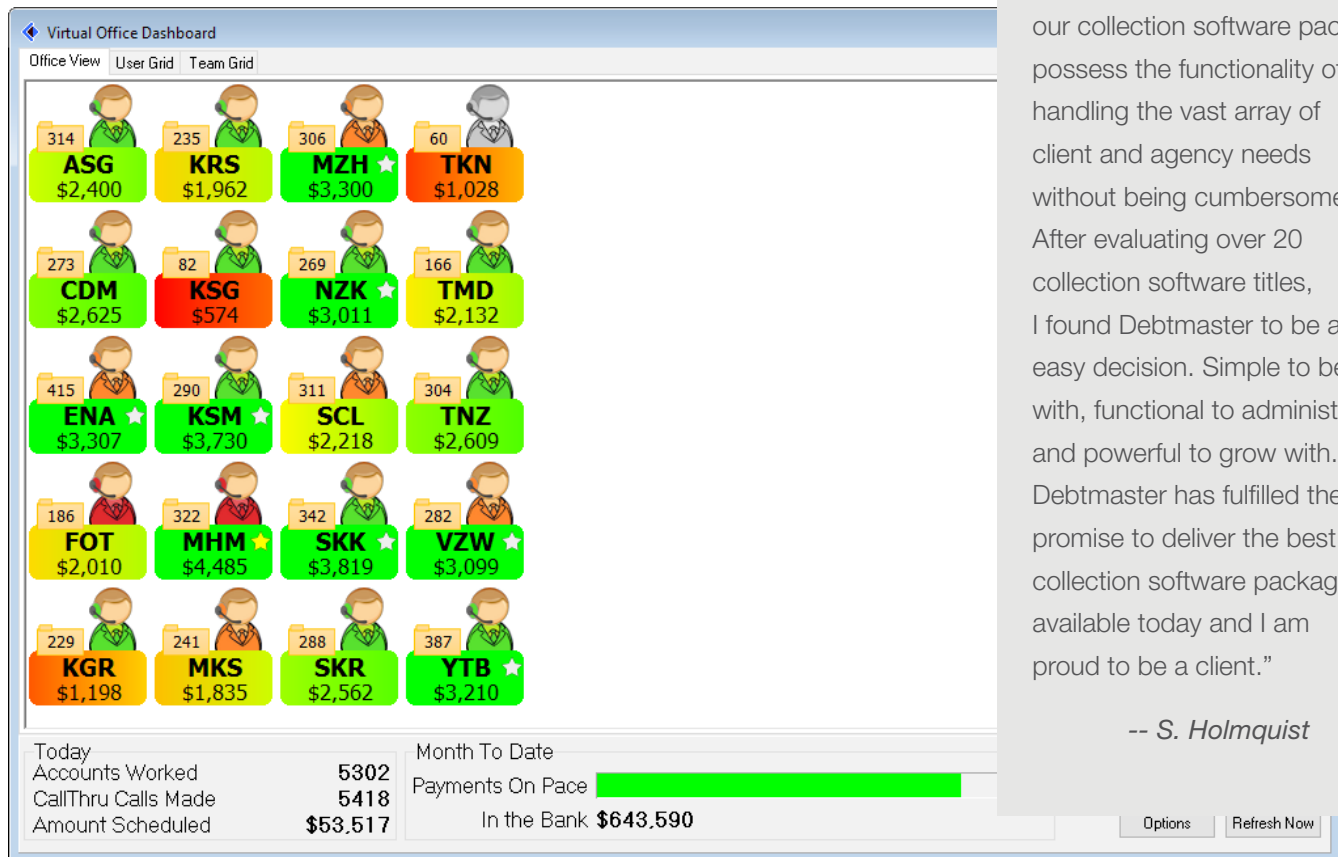 Virtual Office Dashboard
Office View User Grid Team Grid
314 235 306 60
ASG KRS MZH TKN
$2,400 $1,962 $3,300 $1,028
273 82 269 166
CDM KSG NZK TMD
$2,625 $574 $3,011 $2,132
415 290 311 304
ENA KSM SCL TNZ
$3,307 $3,730 $2,218 $2,609
186 322 342 282
FOT MHM SKK VZW
$2,010 $4,485 $3,819 $3,099
229 241 288 387
KGR MKS SKR YTB
$1,198 $1,835 $2,562 $3,210
Today
Accounts Worked 5302
CallThru Calls Made 5418
Amount Scheduled $53,517
Month To Date
Payments On Pace
In the Bank $643,590
Options Refresh Now
our collection software
possess the functionality
handling the vast array of
client and agency needs
without being cumbersome
After evaluating over 20
collection software titles,
I found Debtmaster to be
easy decision. Simple to
with, functional to
and powerful to grow with.
Debtmaster has fulfilled
promise to deliver the best
collection software
available today and I am
proud to be a client.”
-- S. Holmquist